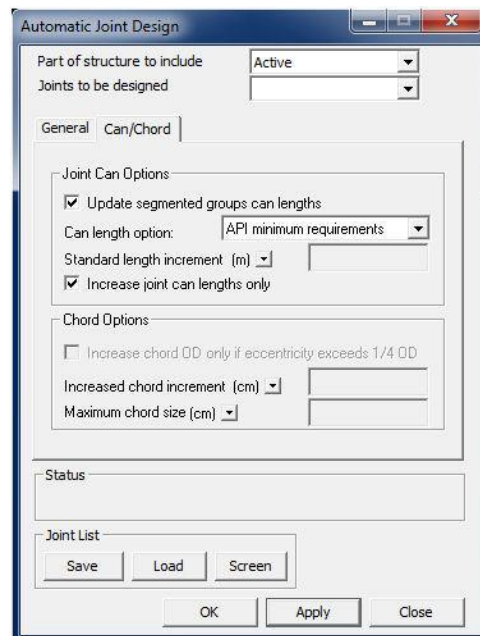 Automatic Joint Design
Part of structure to include Active
Joints to be designed
General Can/Chord
Joint Can Options
Update segmented groups can lengths
Can length option: API minimum requirements
Standard length increment (m)
Increase joint can lengths only
Chord Options
Increase chord OD only if eccentricity exceeds 1/4 OD
Increased chord increment (cm)
Maximum chord size (cm)
Status
Joint List
Save Load Screen
OK Apply Close